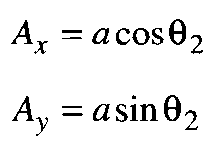 A_x = a cos θ_2
A_y = a sin θ_2